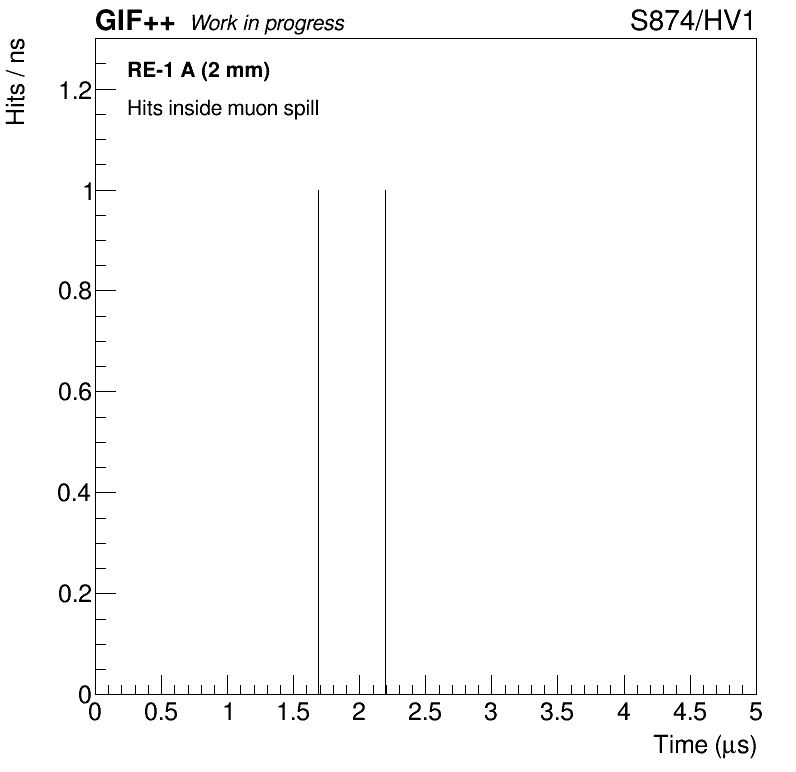 GIF++ Work in progress S874/HV1
Hits / ns
RE-1 A (2 mm)
Hits inside muon spill
1.2
1
0.8
0.6
0.4
0.2
0
0 0.5 1 1.5 2 2.5 3 3.5 4 4.5 5
Time (μs)